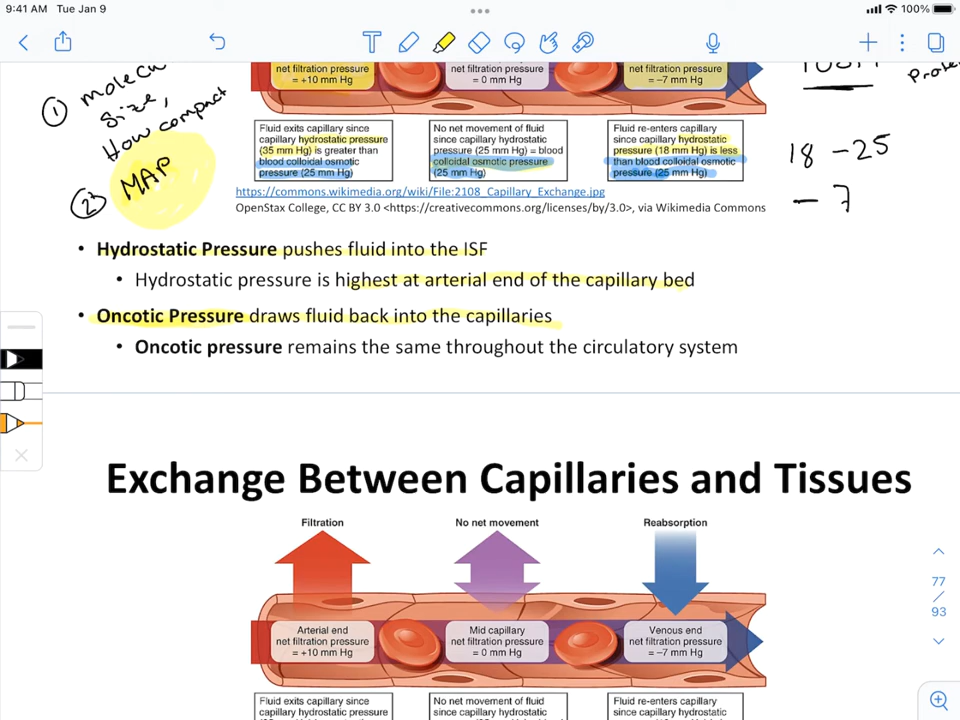 9:41 AM Tue Jan 9
100%
T
net filtration pressure
= +10 mm Hg
net filtration pressure
= 0 mm Hg
net filtration pressure
= −7 mm Hg
① molecu
size,
How compact
② MAP
Fluid exits capillary since
capillary hydrostatic pressure
(35 mm Hg) is greater than
blood colloidal osmotic
pressure (25 mm Hg)
No net movement of fluid
since capillary hydrostatic
pressure (25 mm Hg) = blood
colloidal osmotic pressure
(25 mm Hg)
Fluid re-enters capillary
since capillary hydrostatic
pressure (18 mm Hg) is less
than blood colloidal osmotic
pressure (25 mm Hg)
18 - 25
- 7
https://commons.wikimedia.org/wiki/File:2108_Capillary_Exchange.jpg
OpenStax College, CC BY 3.0 <https://creativecommons.org/licenses/by/3.0>, via Wikimedia Commons
• Hydrostatic Pressure pushes fluid into the ISF
• Hydrostatic pressure is highest at arterial end of the capillary bed
• Oncotic Pressure draws fluid back into the capillaries
• Oncotic pressure remains the same throughout the circulatory system
Exchange Between Capillaries and Tissues
Filtration
No net movement
Reabsorption
Arterial end
net filtration pressure
= +10 mm Hg
Mid capillary
net filtration pressure
= 0 mm Hg
Venous end
net filtration pressure
= −7 mm Hg
Fluid exits capillary since
capillary hydrostatic pressure
No net movement of fluid
since capillary hydrostatic
Fluid re-enters capillary
since capillary hydrostatic
77
/
93